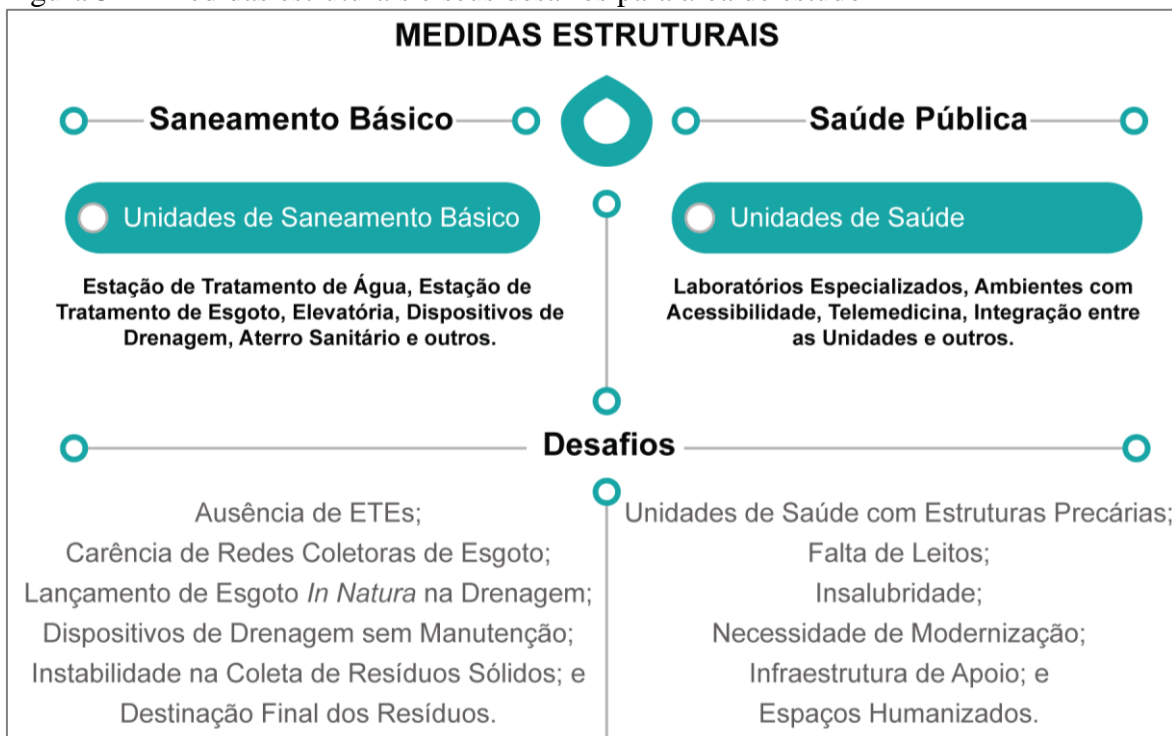 MEDIDAS ESTRUTURAIS
Saneamento Básico
Unidades de Saneamento Básico
Estação de Tratamento de Água, Estação de
Tratamento de Esgoto, Elevatória, Dispositivos de
Drenagem, Aterro Sanitário e outros.
Saúde Pública
Unidades de Saúde
Laboratórios Especializados, Ambientes com
Acessibilidade, Telemedicina, Integração entre
as Unidades e outros.
Desafios
Ausência de ETEs;
Carência de Redes Coletoras de Esgoto;
Lançamento de Esgoto In Natura na Drenagem;
Dispositivos de Drenagem sem Manutenção;
Instabilidade na Coleta de Resíduos Sólidos; e
Destinação Final dos Resíduos.
Unidades de Saúde com Estruturas Precárias;
Falta de Leitos;
Insalubridade;
Necessidade de Modernização;
Infraestrutura de Apoio; e
Espaços Humanizados.